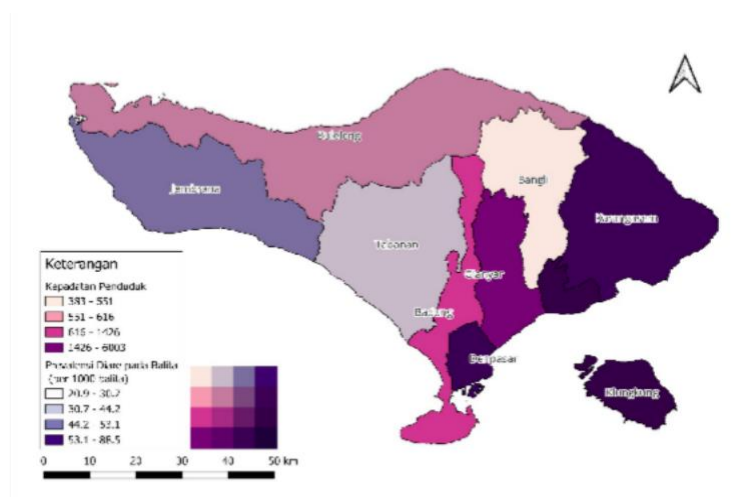 Buleleng
Jembrana
Bangli
Karangasem
Tabanan
Gianyar
Badung
Denpasar
Klungkung
Keterangan
Kepadatan Penduduk
383 - 551
551 - 616
616 - 1426
1426 - 6003
Prevalensi Diare pada Balita
(per 1000 balita)
20.9 - 30.7
30.7 - 44.2
44.2 - 53.1
53.1 - 88.5
0 10 20 30 40 50 km